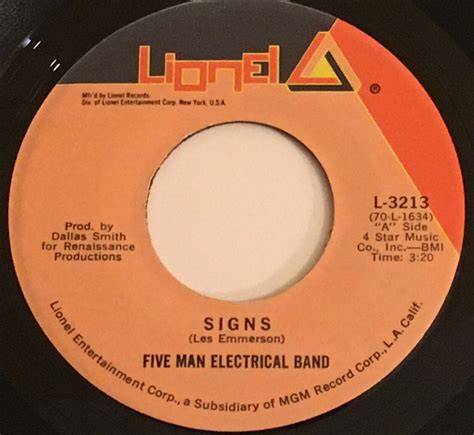 Lionel
®
Mfr'd by Lionel Records
Div. of Lionel Entertainment Corp. New York, U.S.A.
L-3213
(70-L-1634)
"A" Side
4 Star Music
Co., Inc.—BMI
Time: 3:20
Prod. by
Dallas Smith
for Renaissance
Productions
SIGNS
(Les Emmerson)
FIVE MAN ELECTRICAL BAND
Lionel Entertainment Corp., a Subsidiary of MGM Record Corp., L.A. Calif.